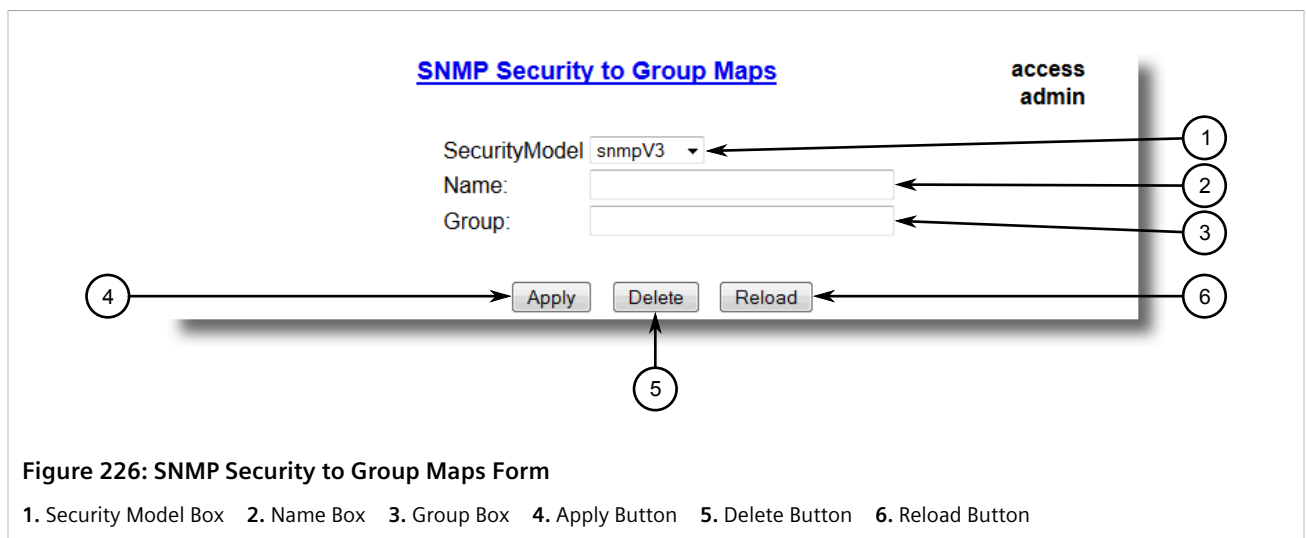 SNMP Security to Group Maps
access
admin
SecurityModel snmpV3
1
Name:
2
Group:
3
4
Apply Delete Reload
6
5
Figure 226: SNMP Security to Group Maps Form
1. Security Model Box 2. Name Box 3. Group Box 4. Apply Button 5. Delete Button 6. Reload Button